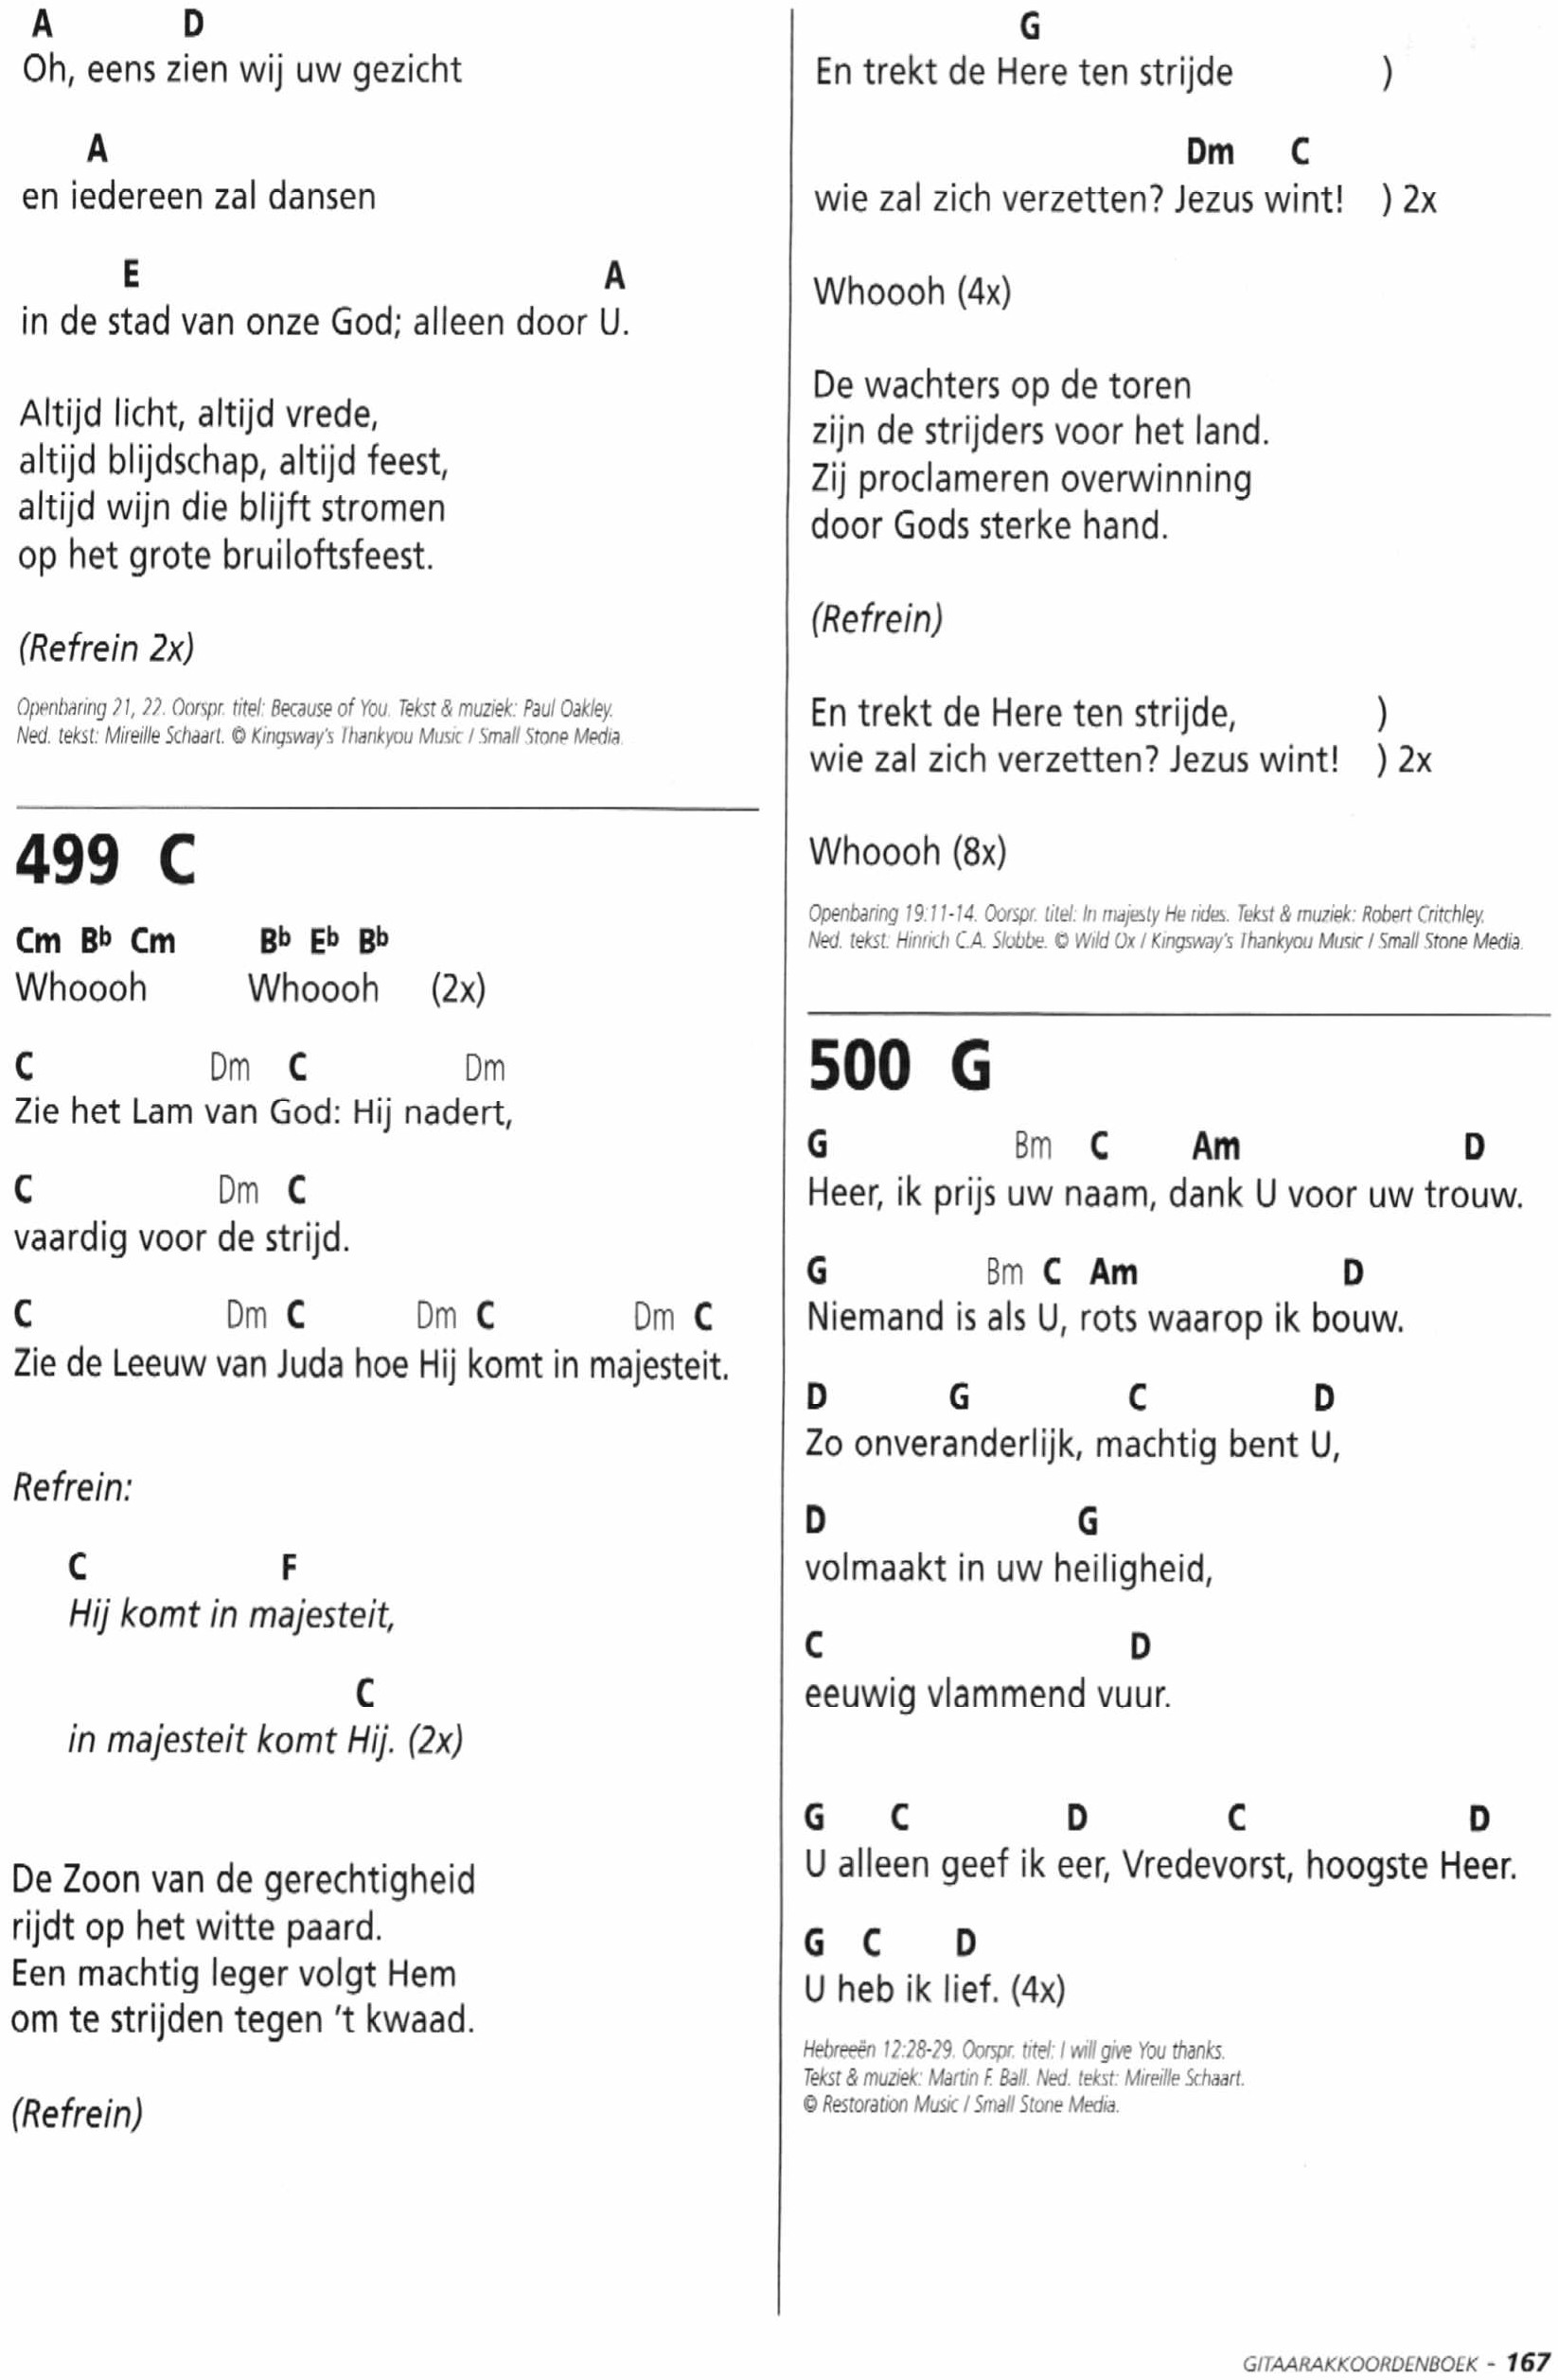 A D
Oh, eens zien wij uw gezicht
A
en iedereen zal dansen
E A
in de stad van onze God; alleen door U.
Altijd licht, altijd vrede,
altijd blijdschap, altijd feest,
altijd wijn die blijft stromen
op het grote bruiloftsfeest.
(Refrein 2x)
Openbaring 21, 22. Oorspr. titel: Because of You. Tekst & muziek: Paul Oakley.
Ned. tekst: Mireille Schaart. © Kingsway's Thankyou Music / Small Stone Media.
499 C
Cm Bb Cm Bb Eb Bb
Whoooh Whoooh (2x)
C Dm C Dm
Zie het Lam van God: Hij nadert,
C Dm C
vaardig voor de strijd.
C Dm C Dm C Dm C
Zie de Leeuw van Juda hoe Hij komt in majesteit.
Refrein:
C F
Hij komt in majesteit,
C
in majesteit komt Hij. (2x)
De Zoon van de gerechtigheid
rijdt op het witte paard.
Een machtig leger volgt Hem
om te strijden tegen 't kwaad.
(Refrein)
G
En trekt de Here ten strijde )
Dm C
wie zal zich verzetten? Jezus wint! ) 2x
Whoooh (4x)
De wachters op de toren
zijn de strijders voor het land.
Zij proclameren overwinning
door Gods sterke hand.
(Refrein)
En trekt de Here ten strijde, )
wie zal zich verzetten? Jezus wint! ) 2x
Whoooh (8x)
Openbaring 19:11-14. Oorspr. titel: In majesty He rides. Tekst & muziek: Robert Critchley.
Ned. tekst: Hinrich C.A. Slobbe. © Wild Ox / Kingsway's Thankyou Music / Small Stone Media.
500 G
G Bm C Am D
Heer, ik prijs uw naam, dank U voor uw trouw.
G Bm C Am D
Niemand is als U, rots waarop ik bouw.
D G C D
Zo onveranderlijk, machtig bent U,
D G
volmaakt in uw heiligheid,
C D
eeuwig vlammend vuur.
G C D C D
U alleen geef ik eer, Vredevorst, hoogste Heer.
G C D
U heb ik lief. (4x)
Hebreeën 12:28-29. Oorspr. titel: I will give You thanks.
Tekst & muziek: Martin F. Ball. Ned. tekst: Mireille Schaart.
© Restoration Music / Small Stone Media.
GITAARAKKOORDENBOEK - 167